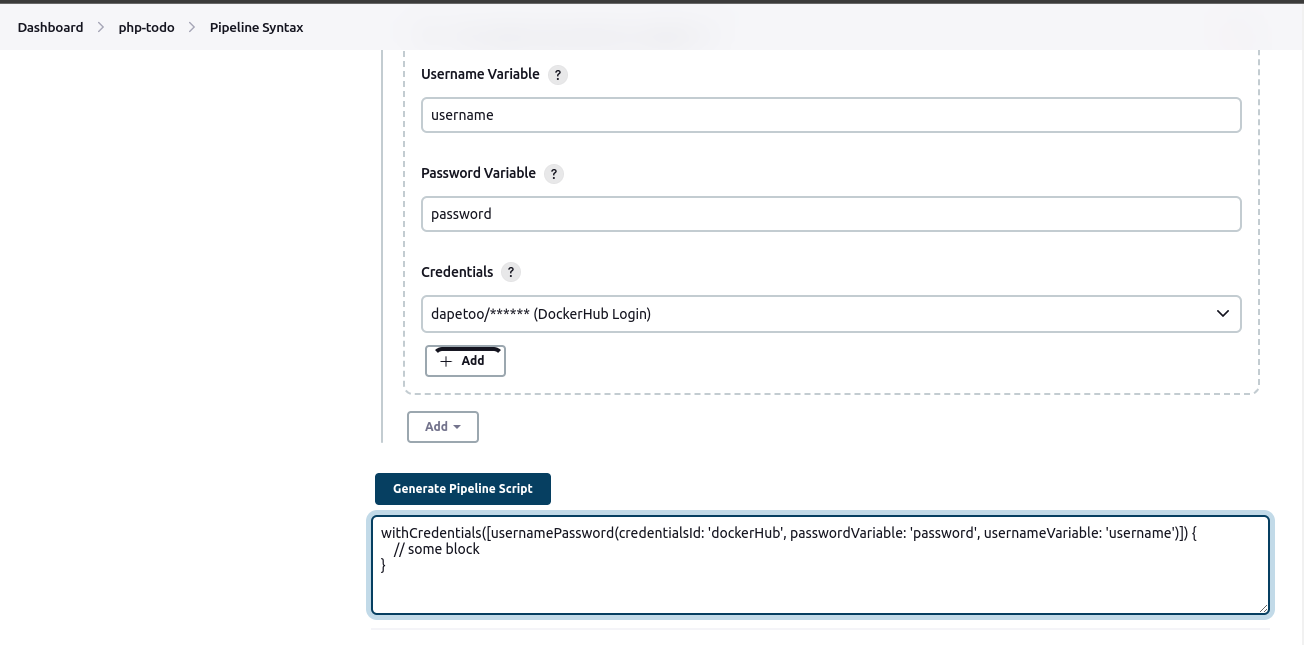 Dashboard > php-todo > Pipeline Syntax
Username Variable ?
username
Password Variable ?
password
Credentials ?
dapetoo/****** (DockerHub Login)
+ Add
Add
Generate Pipeline Script
withCredentials([usernamePassword(credentialsId: 'dockerHub', passwordVariable: 'password', usernameVariable: 'username')]) {
    // some block
}